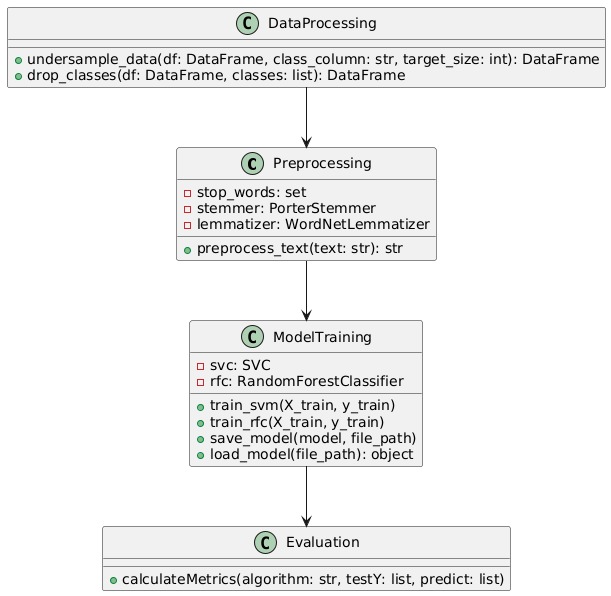 C DataProcessing
undersample_data(df: DataFrame, class_column: str, target_size: int): DataFrame
drop_classes(df: DataFrame, classes: list): DataFrame
C Preprocessing
stop_words: set
stemmer: PorterStemmer
lemmatizer: WordNetLemmatizer
preprocess_text(text: str): str
C ModelTraining
svc: SVC
rfc: RandomForestClassifier
train_svm(X_train, y_train)
train_rfc(X_train, y_train)
save_model(model, file_path)
load_model(file_path): object
C Evaluation
calculateMetrics(algorithm: str, testY: list, predict: list)